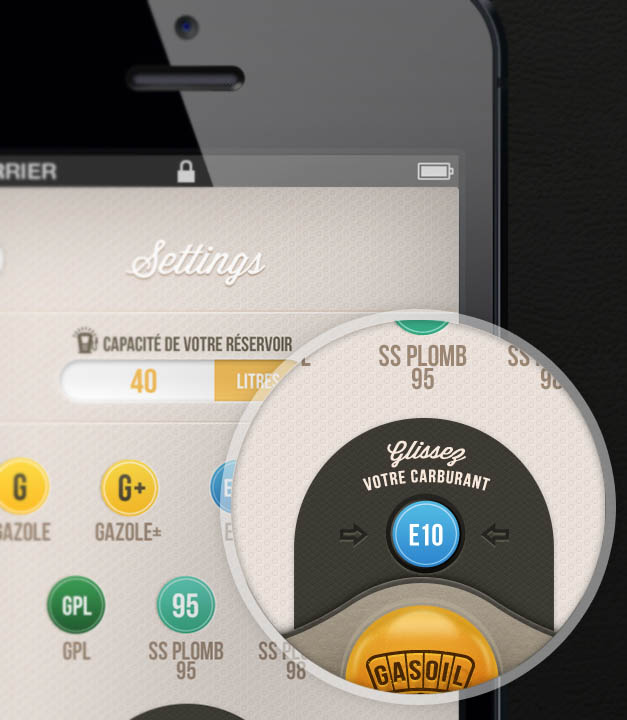 RRIER
Settings
CAPACITÉ DE VOTRE RÉSERVOIR
40 LITRES
G G+ E
GAZOLE GAZOLE± E
GPL 95
GPL SS PLOMB SS PL
95 98
SS PLOMB SS
95 98
Glissez
VOTRE CARBURANT
E10
GASOIL